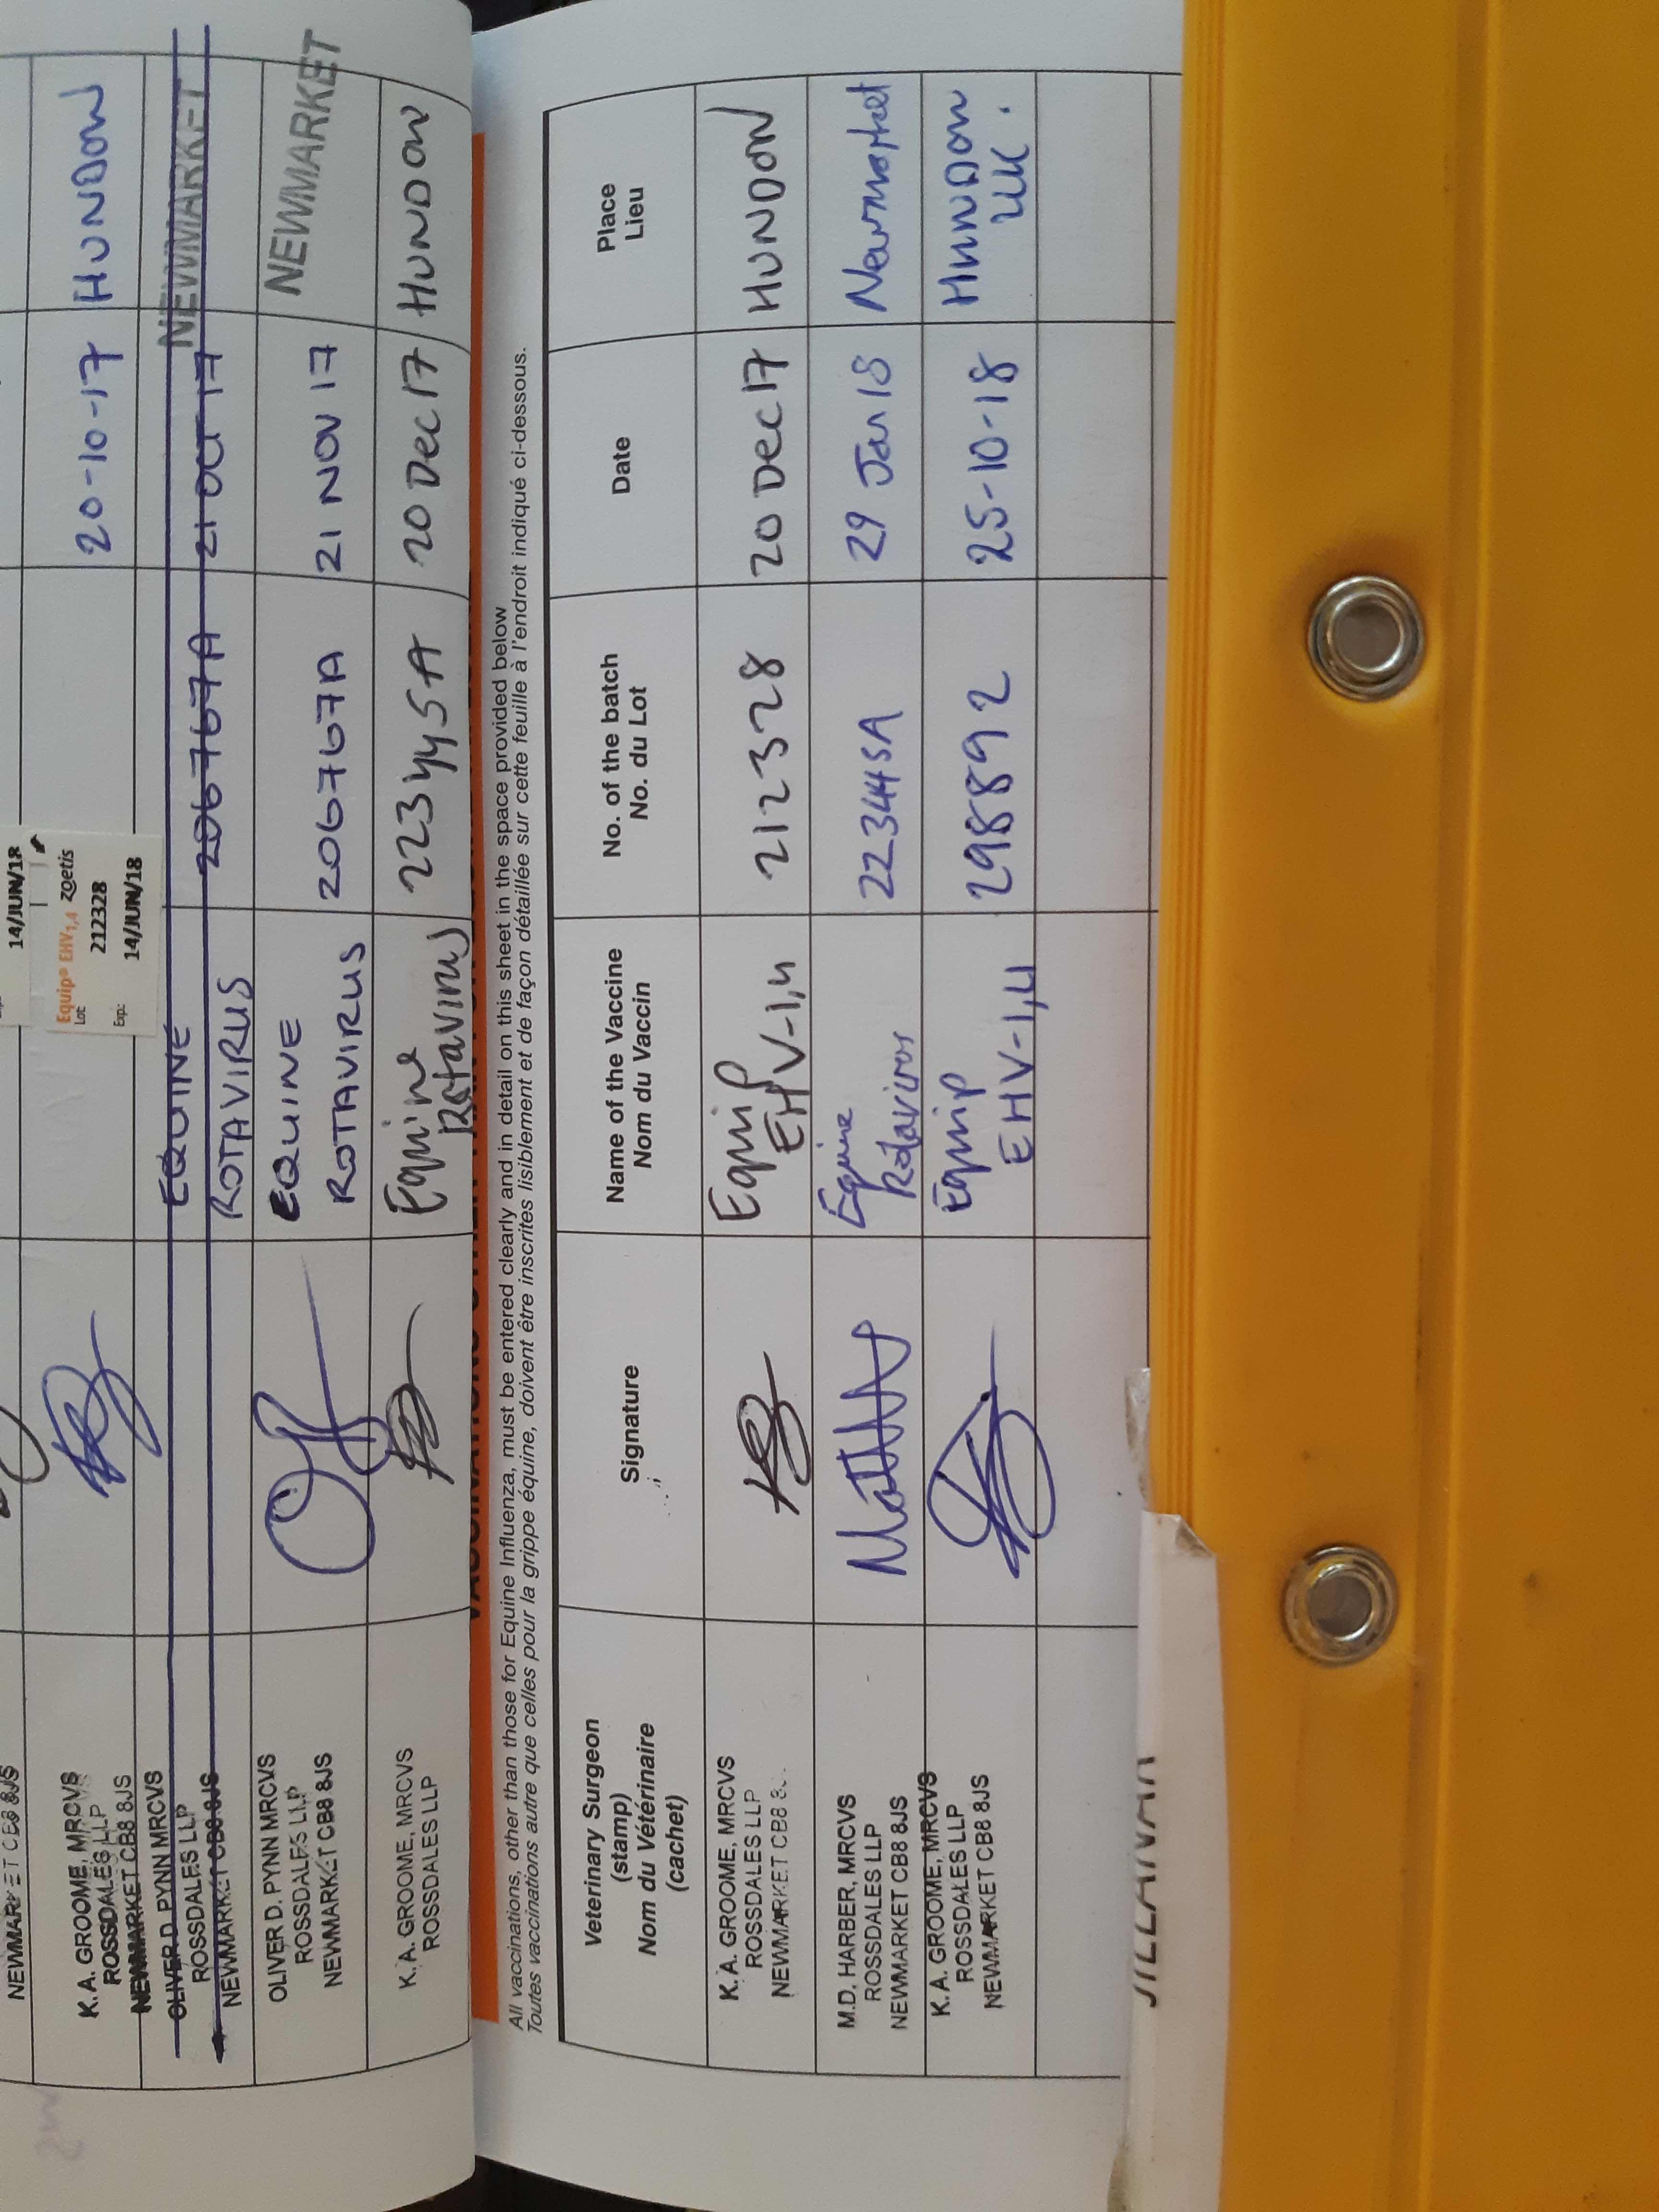 NEWMARKET CB8 8JS
14/JUN/18
K.A. GROOME, MRCVS
ROSSDALES LLP
NEWMARKET CB8 8JS
Equip® EHV1,4 zoetis
Lot: 212328
Exp: 14/JUN/18
20-10-17
HUNDON
OLIVER D. PYNN MRCVS
ROSSDALES LLP
NEWMARKET CB8 8JS
EQUINE
ROTAVIRUS
206767A
21 OCT 17
NEWMARKET
OLIVER D. PYNN MRCVS
ROSSDALES LLP
NEWMARKET CB8 8JS
EQUINE
ROTAVIRUS
206767A
21 NOV 17
NEWMARKET
K.A. GROOME, MRCVS
ROSSDALES LLP
Equine
Rotavirus
223445A
20 Dec 17
HUNDON
All vaccinations, other than those for Equine Influenza, must be entered clearly and in detail on this sheet in the space provided below
Toutes vaccinations autre que celles pour la grippe équine, doivent être inscrites lisiblement et de façon détaillée sur cette feuille à l'endroit indiqué ci-dessous.
Veterinary Surgeon
(stamp)
Nom du Vétérinaire
(cachet)
Signature
Name of the Vaccine
Nom du Vaccin
No. of the batch
No. du Lot
Date
Place
Lieu
K.A. GROOME, MRCVS
ROSSDALES LLP
NEWMARKET CB8
Equip
EHV-1,4
212328
20 Dec 17
HUNDON
M.D. HARBER, MRCVS
ROSSDALES LLP
NEWMARKET CB8 8JS
Equine
Rotavirus
223445A
29 Jan 18
Newmarket
K.A. GROOME, MRCVS
ROSSDALES LLP
NEWMARKET CB8 8JS
Equip
EHV-1,4
298892
25-10-18
Hundon
UK.